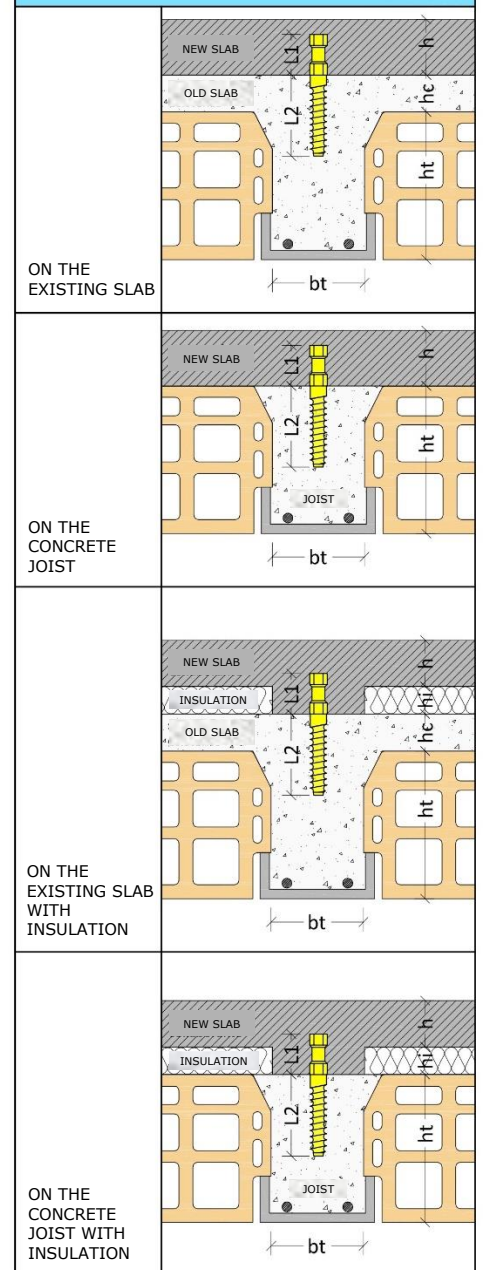 NEW SLAB
OLD SLAB
L1
L2
h
hc
ht
bt
ON THE
EXISTING SLAB
NEW SLAB
L1
L2
h
ht
JOIST
bt
ON THE
CONCRETE
JOIST
NEW SLAB
INSULATION
OLD SLAB
L1
L2
h
hi
hc
ht
bt
ON THE
EXISTING SLAB
WITH
INSULATION
NEW SLAB
INSULATION
L1
L2
h
hi
ht
JOIST
bt
ON THE
CONCRETE
JOIST WITH
INSULATION